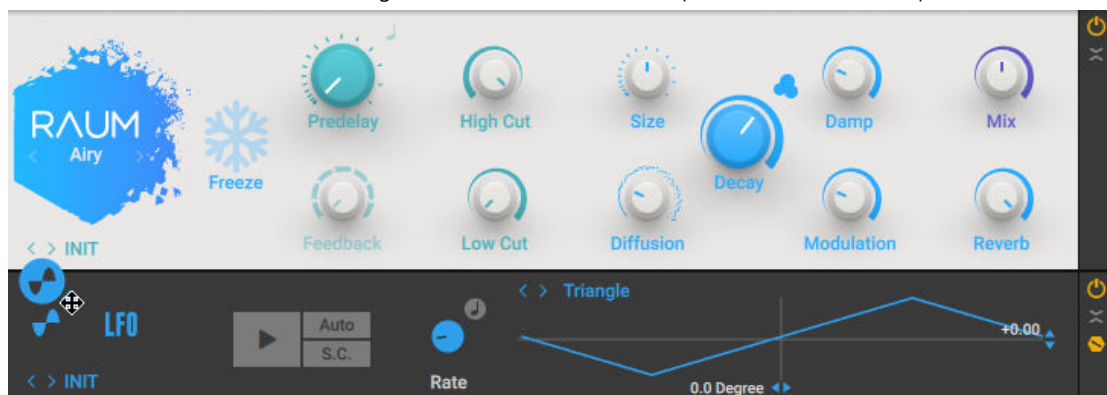 RAUM
Airy
Freeze
INIT
Predelay
High Cut
Size
Damp
Mix
Decay
Feedback
Low Cut
Diffusion
Modulation
Reverb
LFO
INIT
Auto
S.C.
Rate
Triangle
+0.00
0.0 Degree